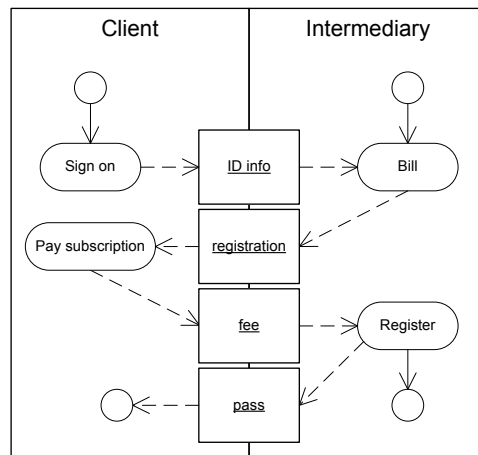 Client
Intermediary
Sign on
ID info
Bill
Pay subscription
registration
fee
Register
pass